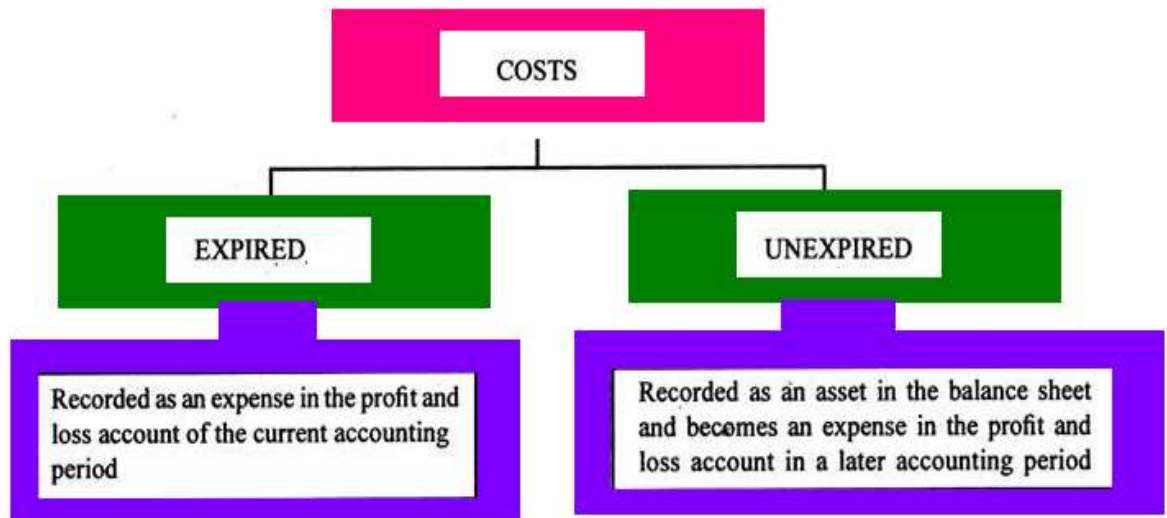 COSTS
EXPIRED
UNEXPIRED
Recorded as an expense in the profit and
loss account of the current accounting
period
Recorded as an asset in the balance sheet
and becomes an expense in the profit and
loss account in a later accounting period